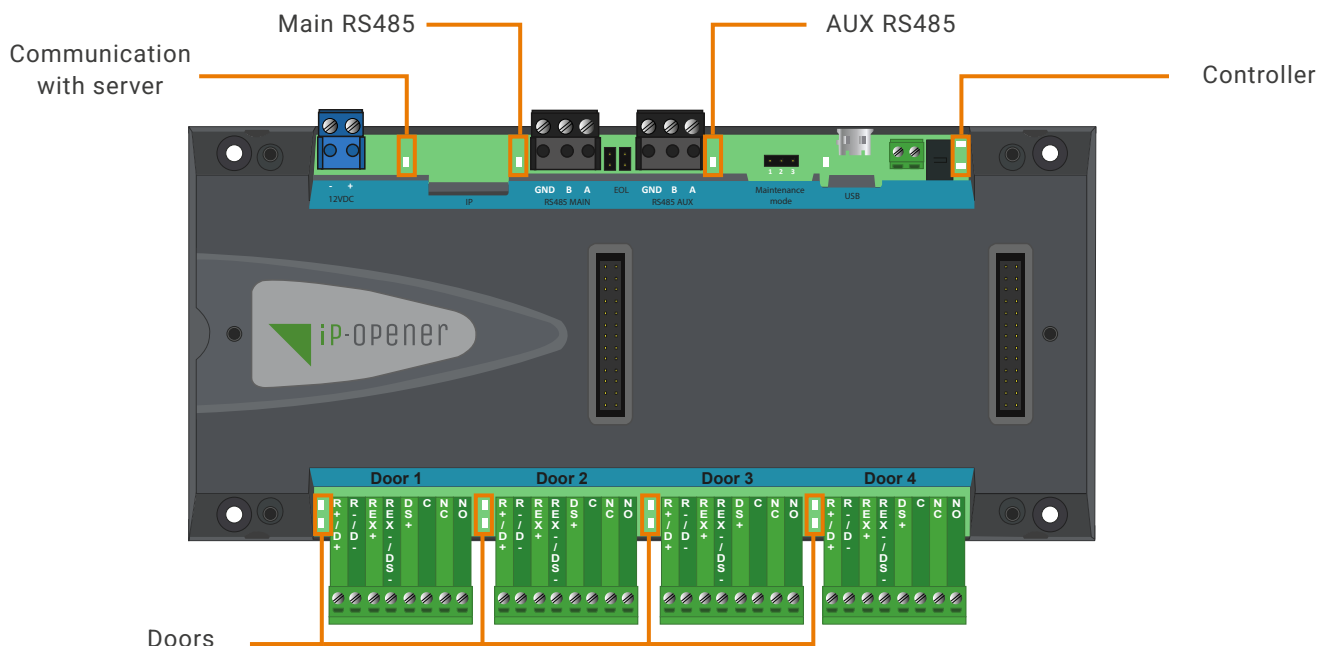 Main RS485
AUX RS485
Communication
with server
Controller
1 2 3
- +
12VDC
IP
GND B A
RS485 MAIN
EOL
GND B A
RS485 AUX
Maintenance
mode
USB
iP-OPENER
Door 1
Door 2
Door 3
Door 4
R+/D+ R-/D- REX+ REX-/DS- DS+ C NC NO
R+/D+ R-/D- REX+ REX-/DS- DS+ C NC NO
R+/D+ R-/D- REX+ REX-/DS- DS+ C NC NO
R+/D+ R-/D- REX+ REX-/DS- DS+ C NC NO
Doors